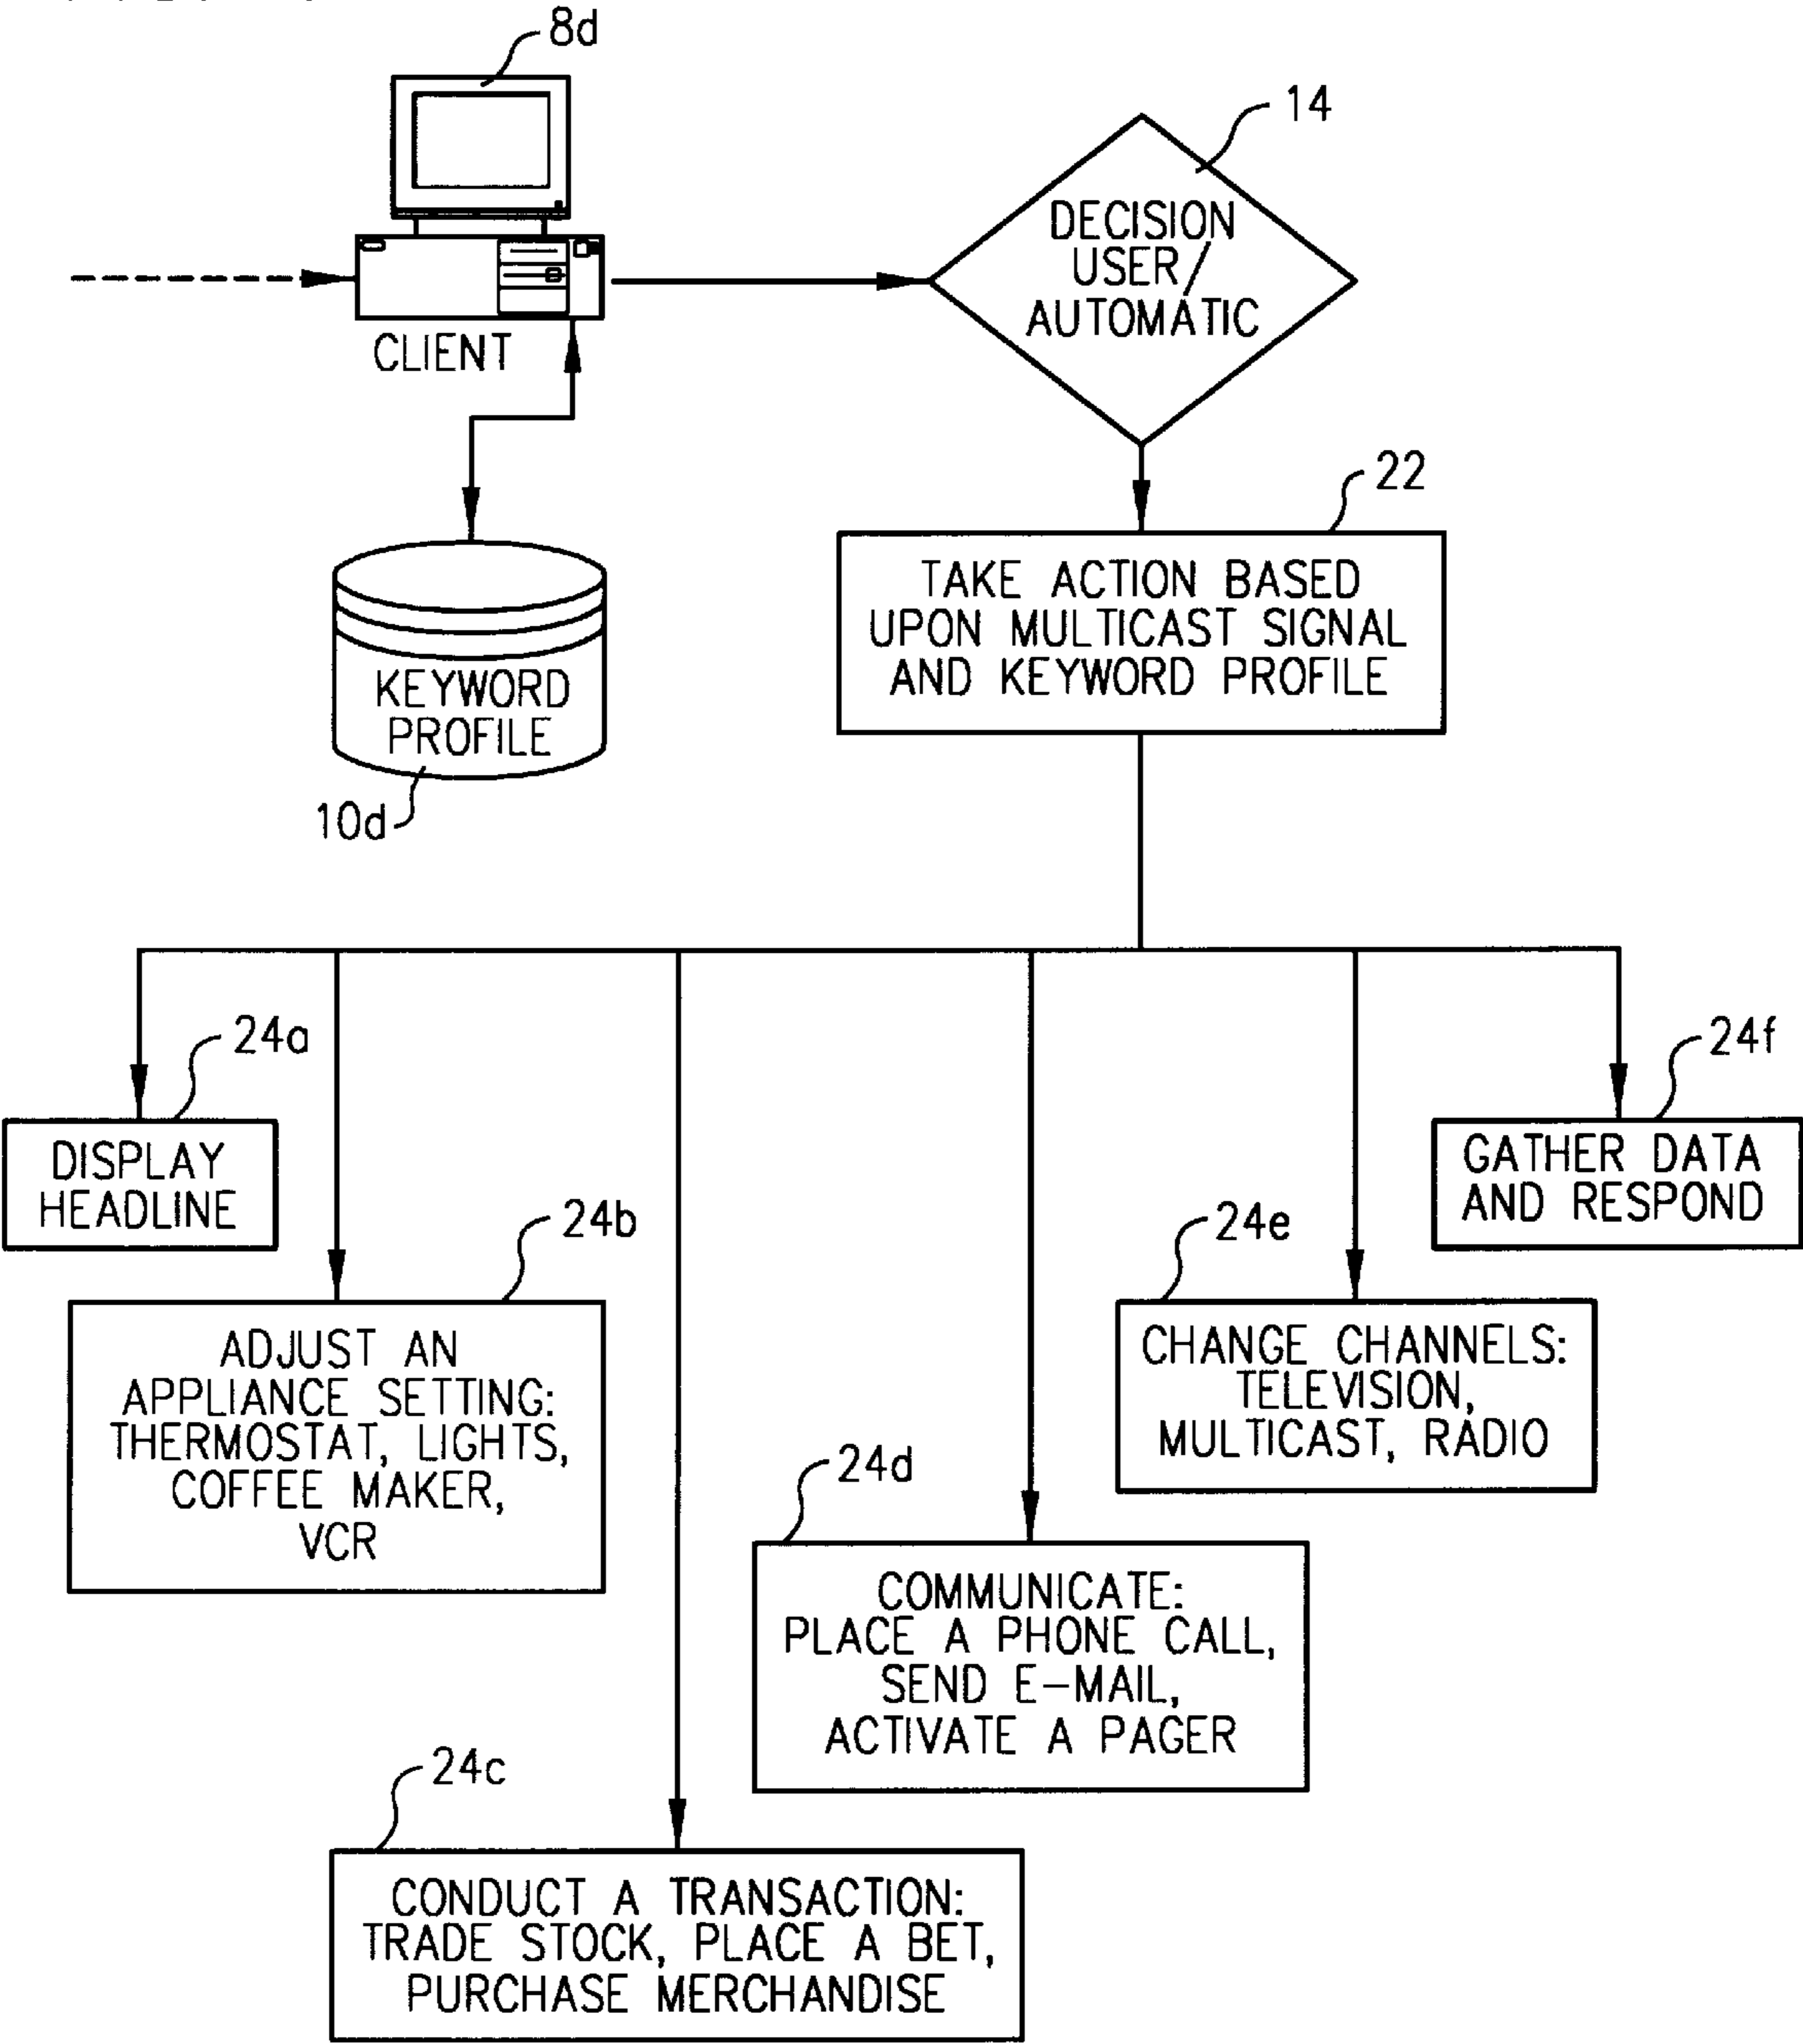 8d
14
DECISION
USER/
AUTOMATIC
CLIENT
22
TAKE ACTION BASED
UPON MULTICAST SIGNAL
AND KEYWORD PROFILE
KEYWORD
PROFILE
10d
24a
DISPLAY
HEADLINE
24f
GATHER DATA
AND RESPOND
24b
ADJUST AN
APPLIANCE SETTING:
THERMOSTAT, LIGHTS,
COFFEE MAKER,
VCR
24e
CHANGE CHANNELS:
TELEVISION,
MULTICAST, RADIO
24d
COMMUNICATE:
PLACE A PHONE CALL,
SEND E-MAIL,
ACTIVATE A PAGER
24c
CONDUCT A TRANSACTION:
TRADE STOCK, PLACE A BET,
PURCHASE MERCHANDISE